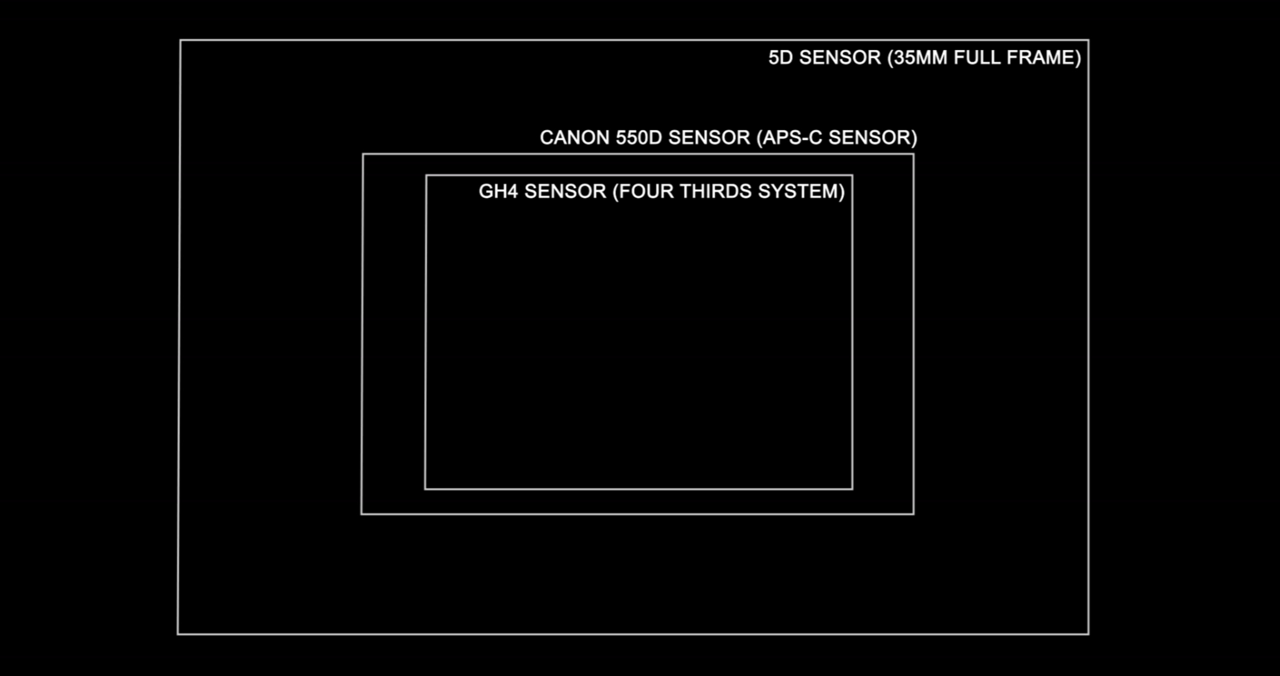 5D SENSOR (35MM FULL FRAME)
CANON 550D SENSOR (APS-C SENSOR)
GH4 SENSOR (FOUR THIRDS SYSTEM)